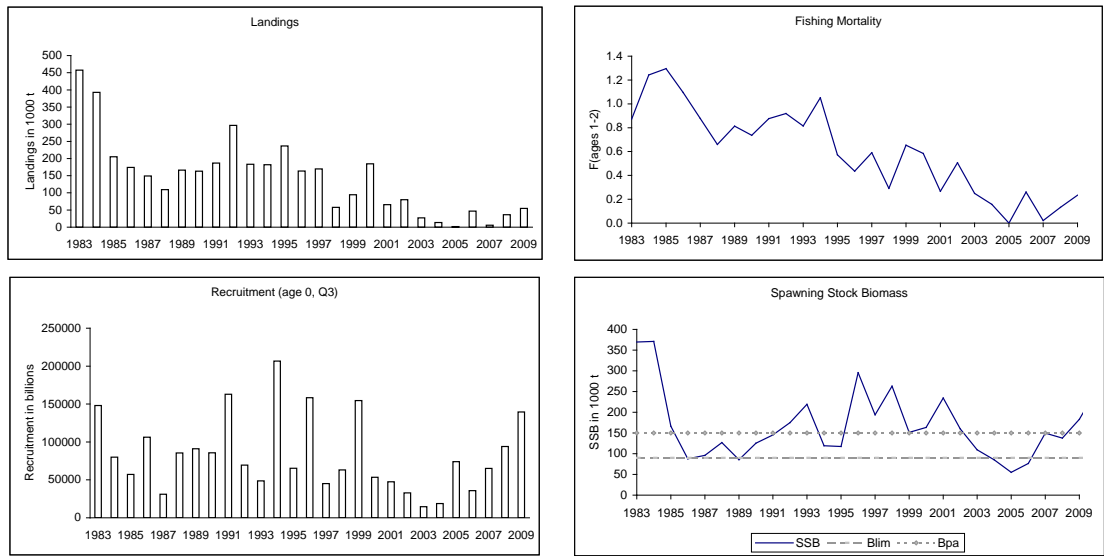 Landings
Landings in 1000 t
500
450
400
350
300
250
200
150
100
50
0
1983 1985 1987 1989 1991 1993 1995 1997 1999 2001 2003 2005 2007 2009
Fishing Mortality
F(ages 1-2)
1.4
1.2
1.0
0.8
0.6
0.4
0.2
0.0
1983 1985 1987 1989 1991 1993 1995 1997 1999 2001 2003 2005 2007 2009
Recruitment (age 0, Q3)
Recruitment in billions
250000
200000
150000
100000
50000
0
1983 1985 1987 1989 1991 1993 1995 1997 1999 2001 2003 2005 2007 2009
Spawning Stock Biomass
SSB in 1000 t
400
350
300
250
200
150
100
50
0
1983 1985 1987 1989 1991 1993 1995 1997 1999 2001 2003 2005 2007 2009
SSB Blim Bpa